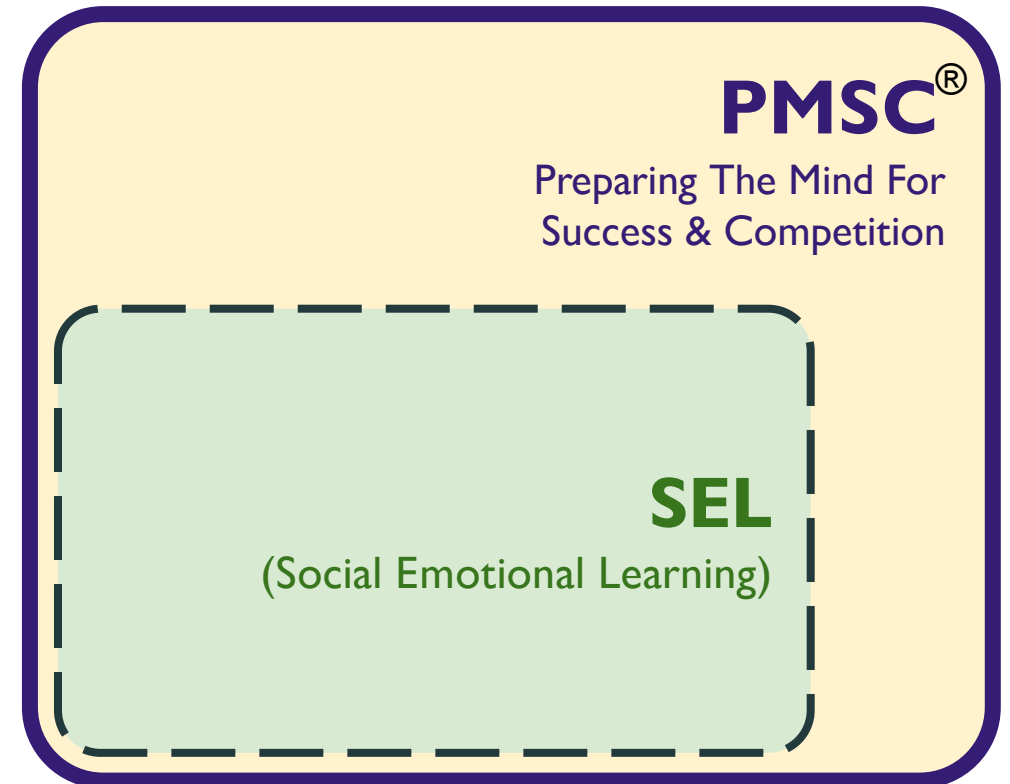 PMSC®
Preparing The Mind For
Success & Competition
SEL
(Social Emotional Learning)